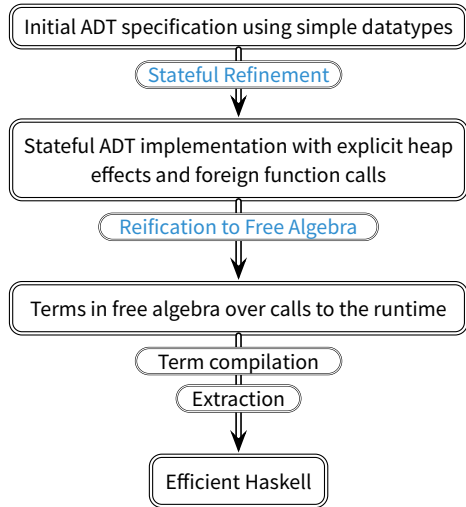 Initial ADT specification using simple datatypes
Stateful Refinement
Stateful ADT implementation with explicit heap
effects and foreign function calls
Reification to Free Algebra
Terms in free algebra over calls to the runtime
Term compilation
Extraction
Efficient Haskell